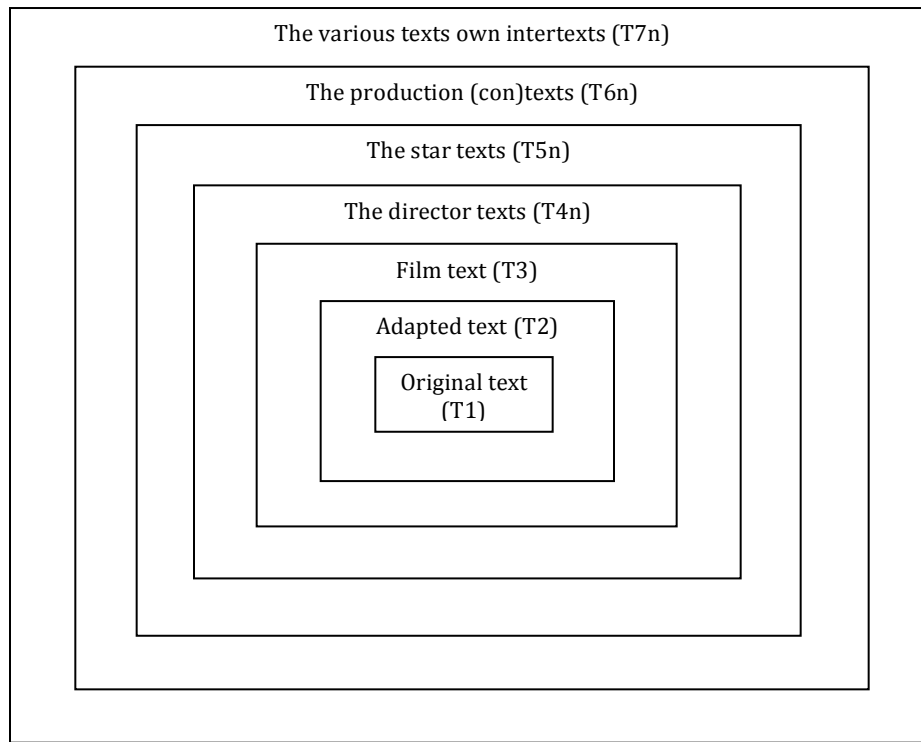 The various texts own intertexts (T7n)
The production (con)texts (T6n)
The star texts (T5n)
The director texts (T4n)
Film text (T3)
Adapted text (T2)
Original text
(T1)